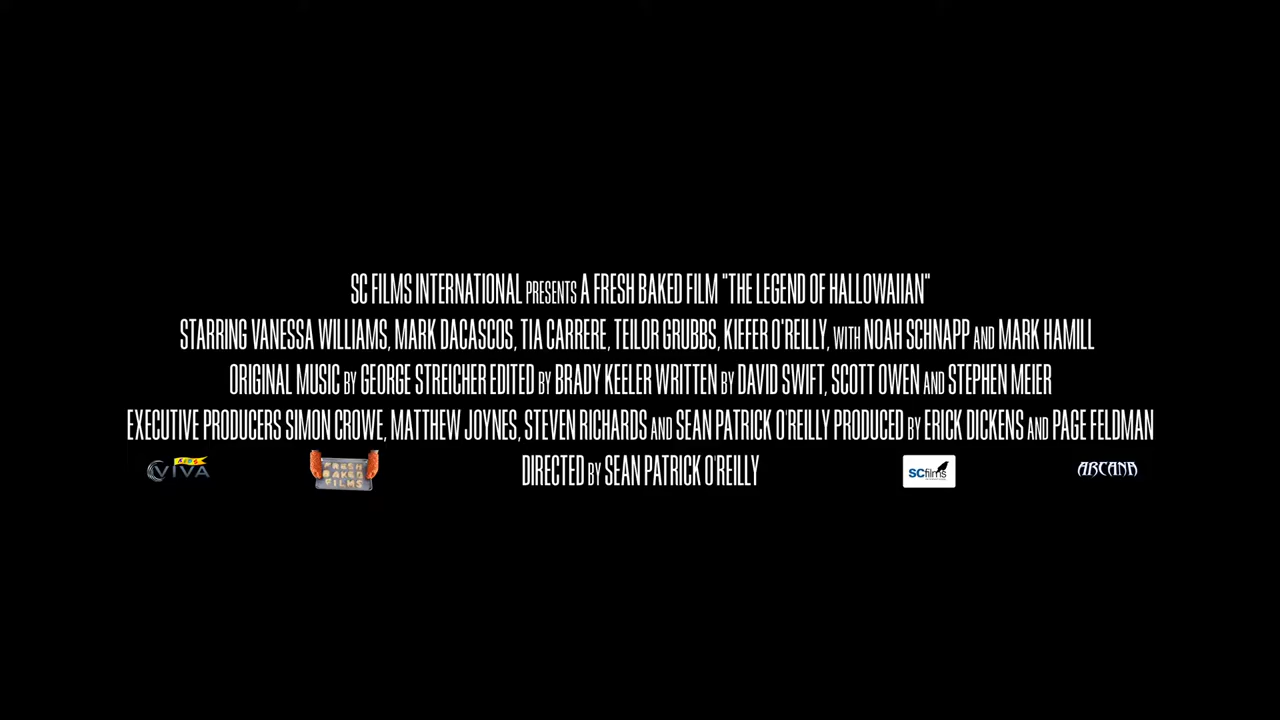 SC FILMS INTERNATIONAL PRESENTS A FRESH BAKED FILM "THE LEGEND OF HALLOWAIIAN"
STARRING VANESSA WILLIAMS, MARK DACASCOS, TIA CARRERE, TEILOR GRUBBS, KIEFER O'REILLY, WITH NOAH SCHNAPP AND MARK HAMILL
ORIGINAL MUSIC BY GEORGE STREICHER EDITED BY BRADY KEELER WRITTEN BY DAVID SWIFT, SCOTT OWEN AND STEPHEN MEIER
EXECUTIVE PRODUCERS SIMON CROWE, MATTHEW JOYNES, STEVEN RICHARDS AND SEAN PATRICK O'REILLY PRODUCED BY ERICK DICKENS AND PAGE FELDMAN
KIDS
VIVA
FRESH
BAKED
FILMS
DIRECTED BY SEAN PATRICK O'REILLY
SCfilms
ARCANA